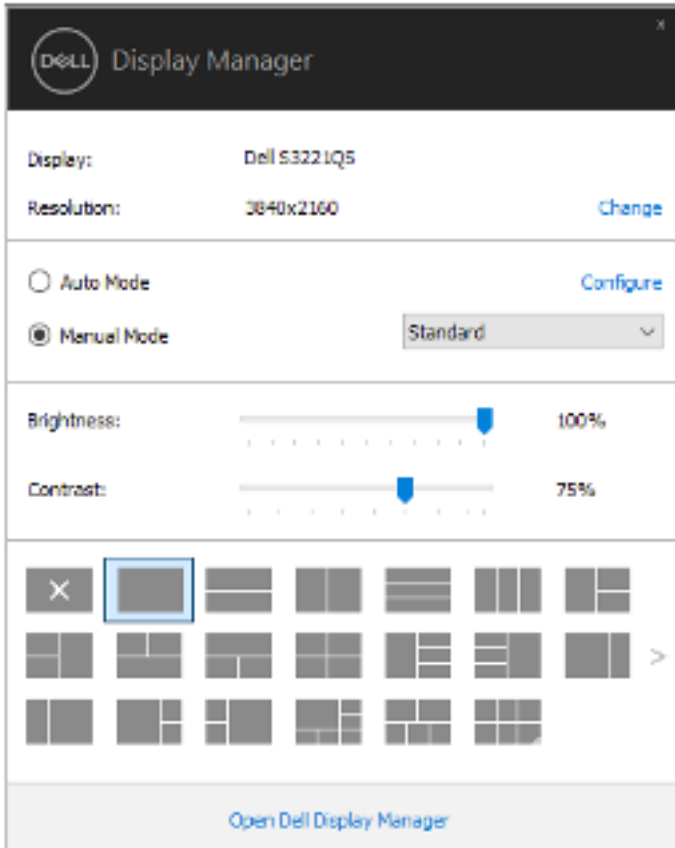 DELL Display Manager
x
Display: Dell S3221QS
Resolution: 3840x2160 Change
Auto Mode Configure
Manual Mode Standard
Brightness: 100%
Contrast: 75%
Open Dell Display Manager